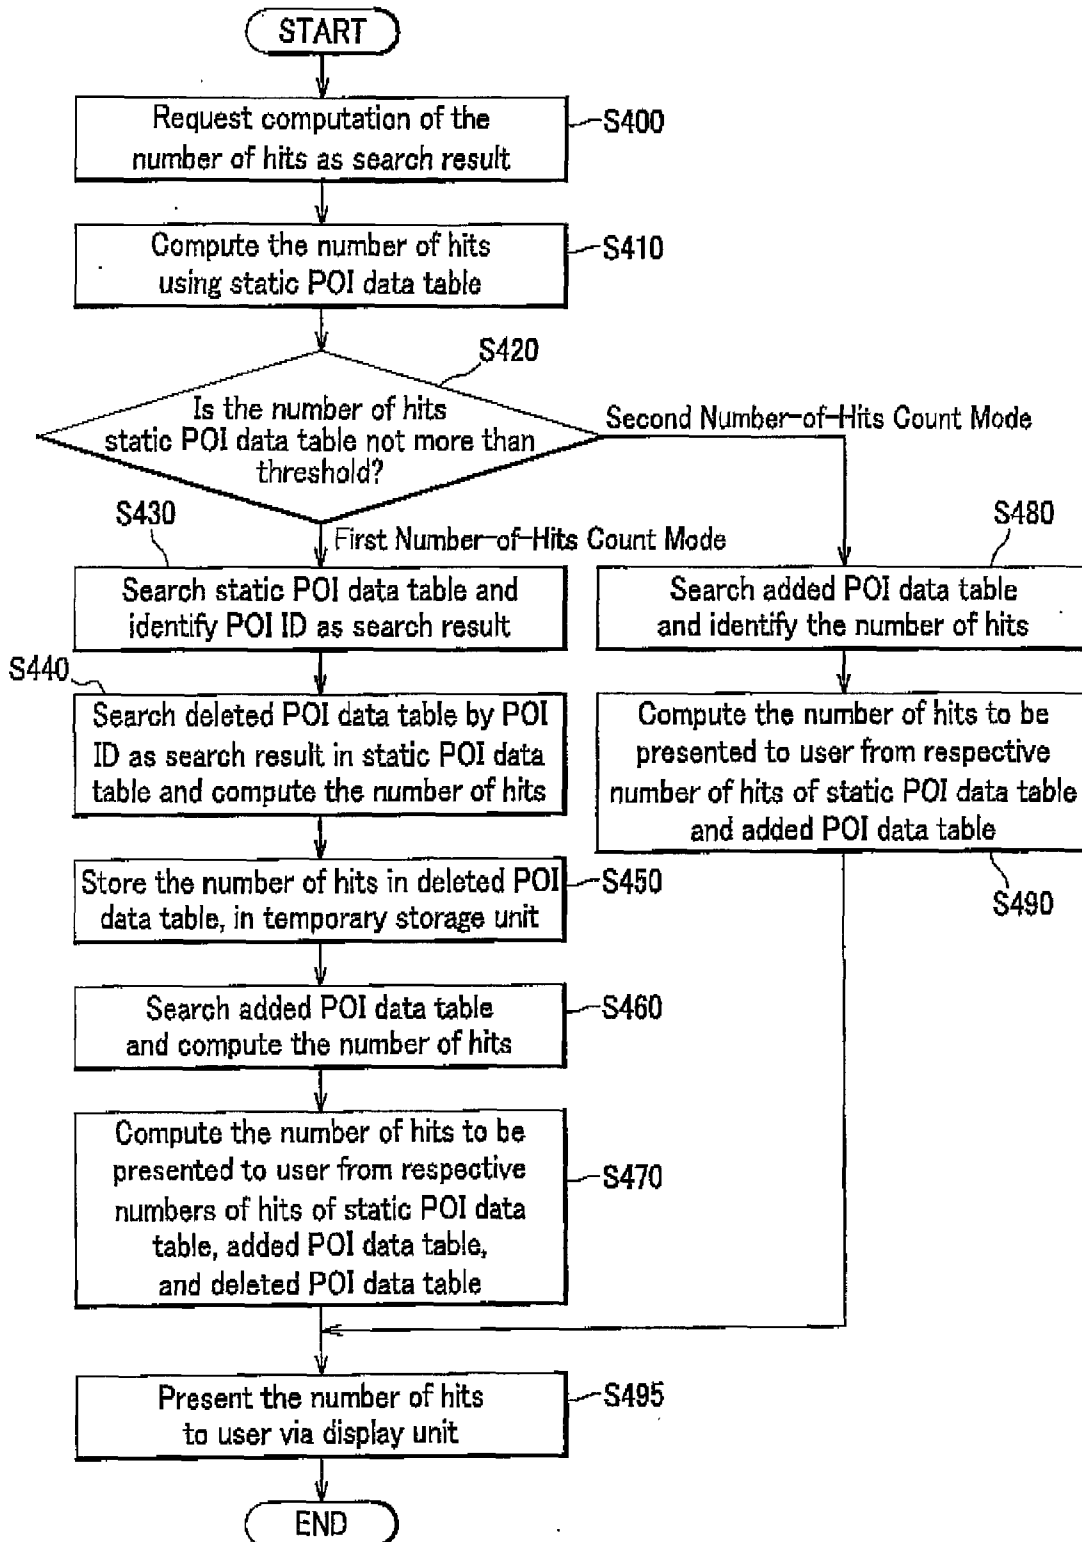 START
Request computation of the
number of hits as search result
S400
Compute the number of hits
using static POI data table
S410
S420
Is the number of hits
static POI data table not more than
threshold?
Second Number-of-Hits Count Mode
First Number-of-Hits Count Mode
S430
Search static POI data table and
identify POI ID as search result
S480
Search added POI data table
and identify the number of hits
S440
Search deleted POI data table by POI
ID as search result in static POI data
table and compute the number of hits
Compute the number of hits to be
presented to user from respective
number of hits of static POI data table
and added POI data table
S490
Store the number of hits in deleted POI
data table, in temporary storage unit
S450
Search added POI data table
and compute the number of hits
S460
Compute the number of hits to be
presented to user from respective
numbers of hits of static POI data
table, added POI data table,
and deleted POI data table
S470
Present the number of hits
to user via display unit
S495
END